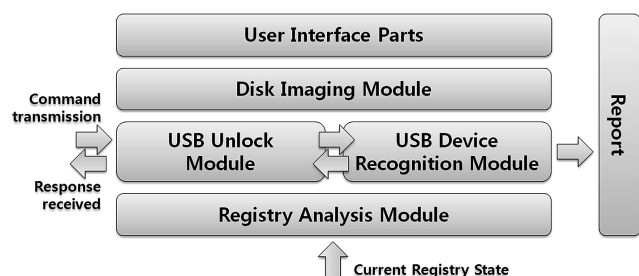 User Interface Parts
Disk Imaging Module
Command
transmission
USB Unlock
Module
USB Device
Recognition Module
Response
received
Registry Analysis Module
Current Registry State
Report